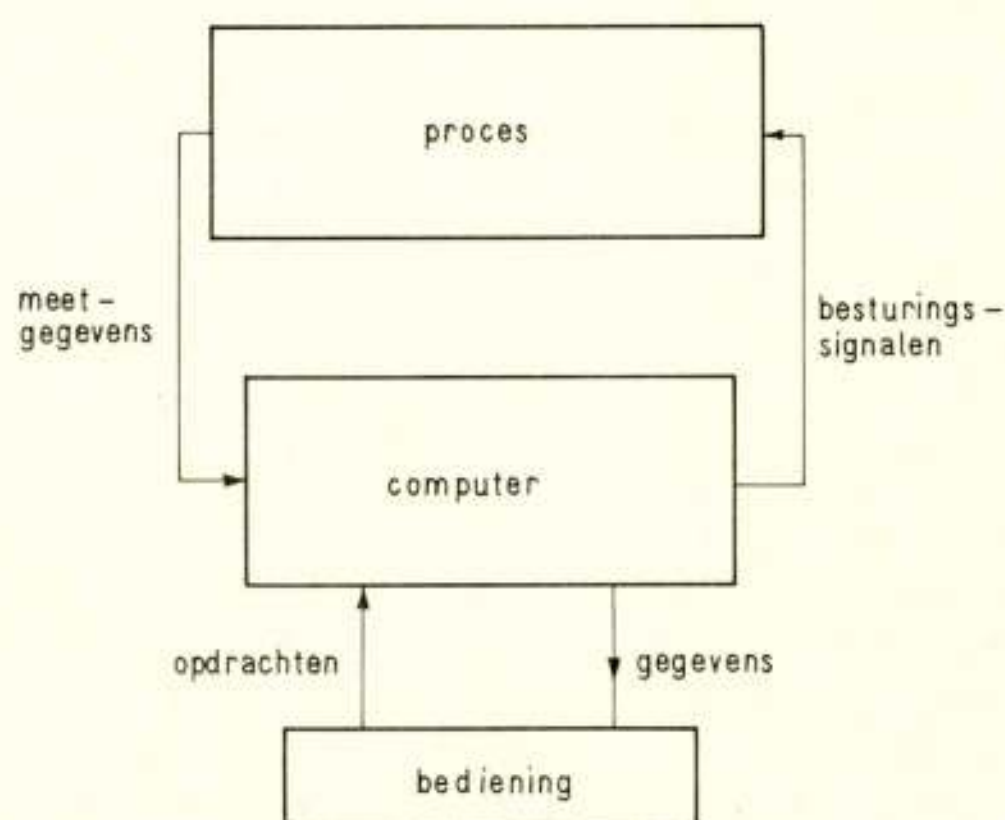 proces
meet-
gegevens
besturings-
signalen
computer
opdrachten
gegevens
bediening